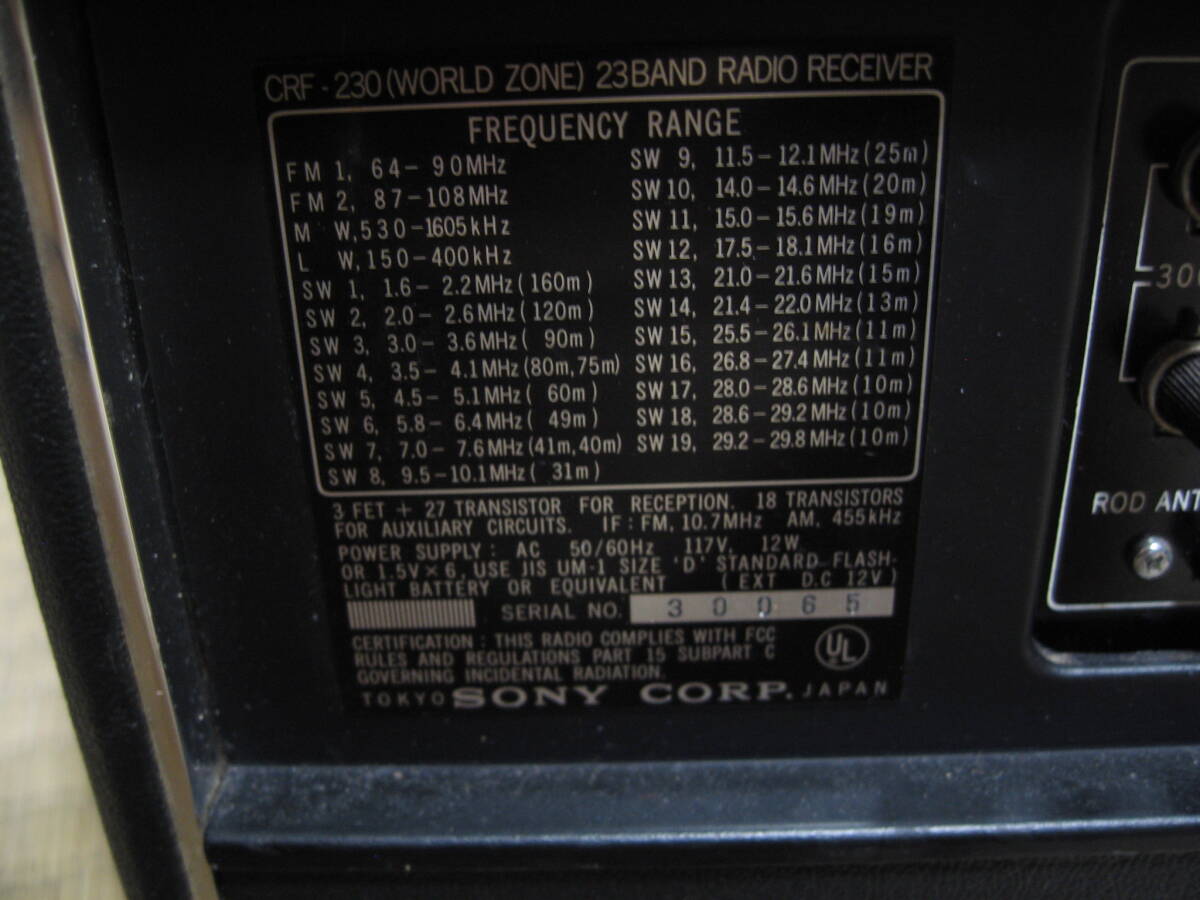 CRF-230 (WORLD ZONE) 23BAND RADIO RECEIVER
FREQUENCY RANGE
FM 1, 64-90MHz
FM 2, 87-108MHz
M W, 530-1605kHz
L W, 150-400kHz
SW 1, 1.6-2.2MHz (160m)
SW 2, 2.0-2.6MHz (120m)
SW 3, 3.0-3.6MHz (90m)
SW 4, 3.5-4.1MHz (80m, 75m)
SW 5, 4.5-5.1MHz (60m)
SW 6, 5.8-6.4MHz (49m)
SW 7, 7.0-7.6MHz (41m, 40m)
SW 8, 9.5-10.1MHz (31m)
SW 9, 11.5-12.1MHz (25m)
SW 10, 14.0-14.6MHz (20m)
SW 11, 15.0-15.6MHz (19m)
SW 12, 17.5-18.1MHz (16m)
SW 13, 21.0-21.6MHz (15m)
SW 14, 21.4-22.0MHz (13m)
SW 15, 25.5-26.1MHz (11m)
SW 16, 26.8-27.4MHz (11m)
SW 17, 28.0-28.6MHz (10m)
SW 18, 28.6-29.2MHz (10m)
SW 19, 29.2-29.8MHz (10m)
3 FET + 27 TRANSISTOR FOR RECEPTION. 18 TRANSISTORS
FOR AUXILIARY CIRCUITS. IF : FM, 10.7MHz AM, 455kHz
POWER SUPPLY : AC 50/60Hz 117V, 12W
OR 1.5V×6, USE JIS UM-1 SIZE 'D' STANDARD FLASH-
LIGHT BATTERY OR EQUIVALENT (EXT D.C 12V)
SERIAL NO. 30065
CERTIFICATION : THIS RADIO COMPLIES WITH FCC
RULES AND REGULATIONS PART 15 SUBPART C
GOVERNING INCIDENTAL RADIATION.
UL
TOKYO SONY CORP. JAPAN
ROD ANT